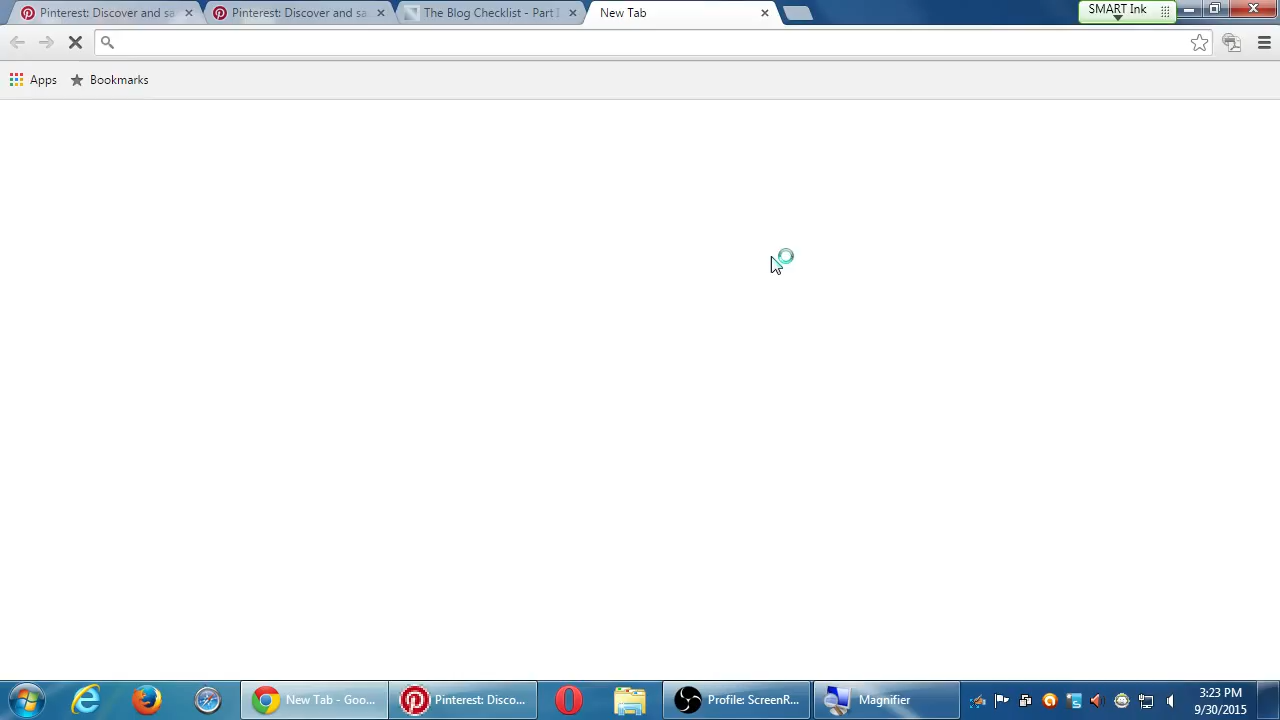 Pinterest: Discover and sa
Pinterest: Discover and sa
The Blog Checklist - Part
New Tab
SMART Ink
Apps
Bookmarks
New Tab - Goo...
Pinterest: Disco...
Profile: ScreenR...
Magnifier
3:23 PM
9/30/2015